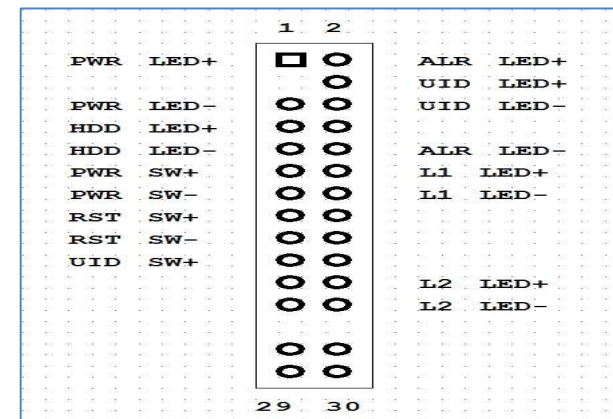 1 2
PWR LED+ ALR LED+
UID LED+
PWR LED- UID LED-
HDD LED+
HDD LED- ALR LED-
PWR SW+ L1 LED+
PWR SW- L1 LED-
RST SW+
RST SW-
UID SW+
L2 LED+
L2 LED-
29 30